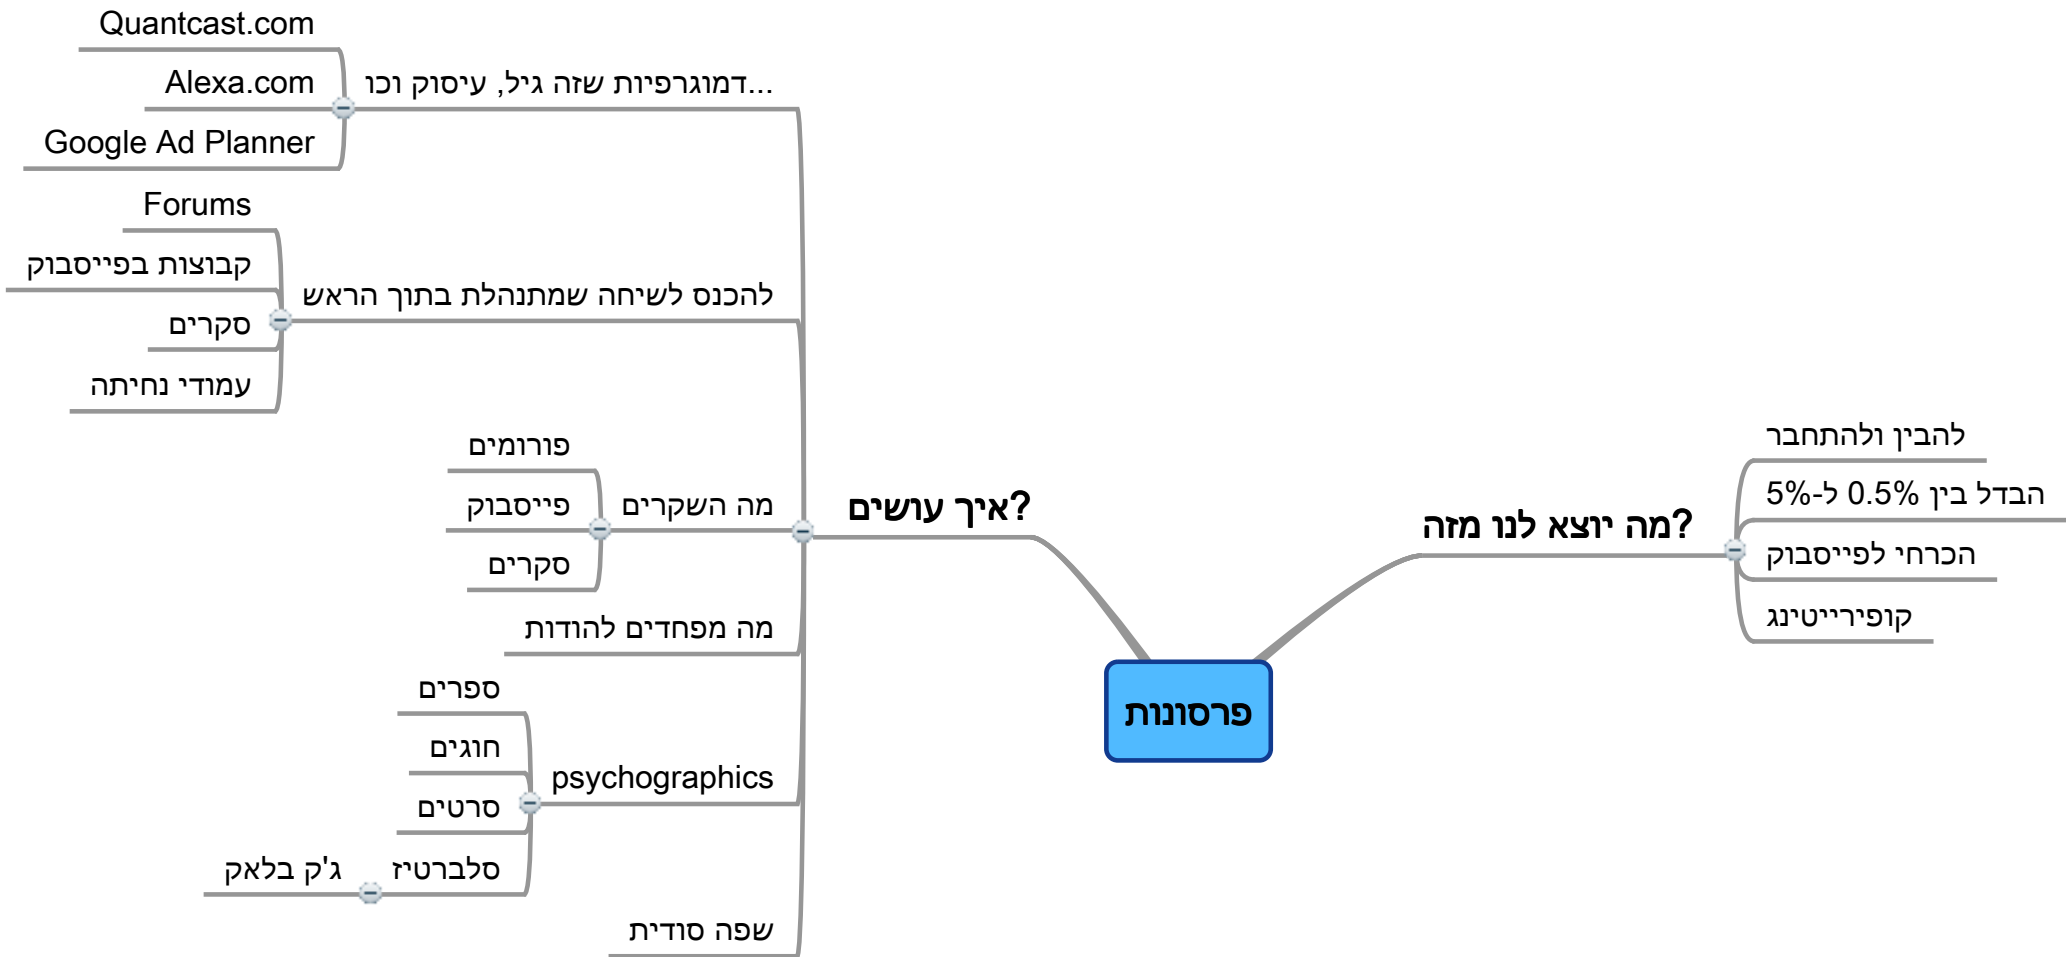 פרסונות
מה יוצא לנו מזה?
להבין ולהתחבר
הבדל בין 0.5% ל-5%
הכרחי לפייסבוק
קופירייטינג
איך עושים?
דמוגרפיות שזה גיל, עיסוק וכו...
Quantcast.com
Alexa.com
Google Ad Planner
להכנס לשיחה שמתנהלת בתוך הראש
Forums
קבוצות בפייסבוק
סקרים
עמודי נחיתה
מה השקרים
פורומים
פייסבוק
סקרים
מה מפחדים להודות
psychographics
ספרים
חוגים
סרטים
סלברטיז
ג'ק בלאק
שפה סודית